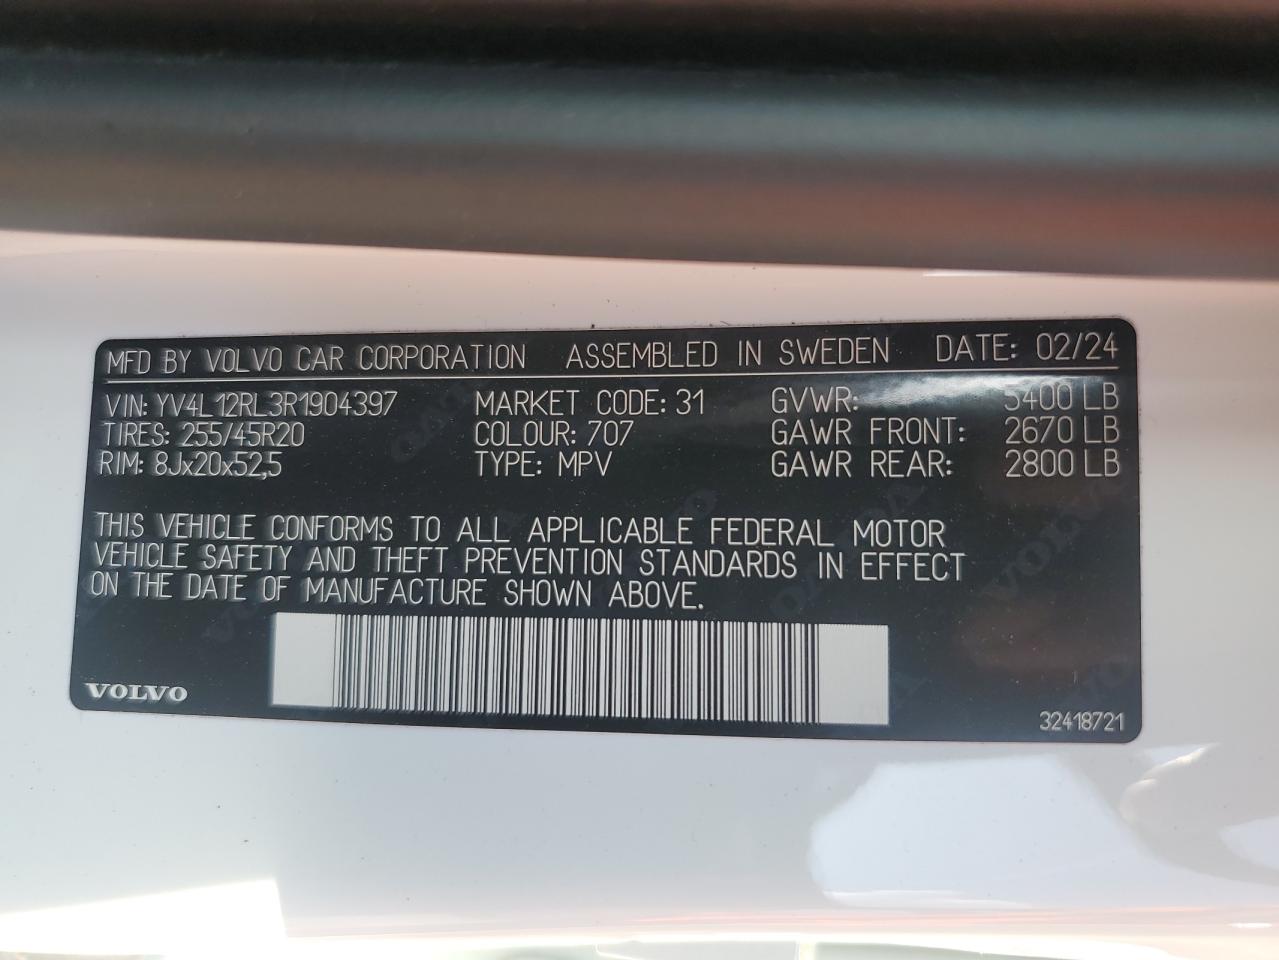 MFD BY VOLVO CAR CORPORATION ASSEMBLED IN SWEDEN DATE: 02/24
VIN: YV4L12RL3R1904397 MARKET CODE: 31 GVWR: 5400 LB
TIRES: 255/45R20 COLOUR: 707 GAWR FRONT: 2670 LB
RIM: 8Jx20x52,5 TYPE: MPV GAWR REAR: 2800 LB
THIS VEHICLE CONFORMS TO ALL APPLICABLE FEDERAL MOTOR
VEHICLE SAFETY AND THEFT PREVENTION STANDARDS IN EFFECT
ON THE DATE OF MANUFACTURE SHOWN ABOVE.
VOLVO
32418721